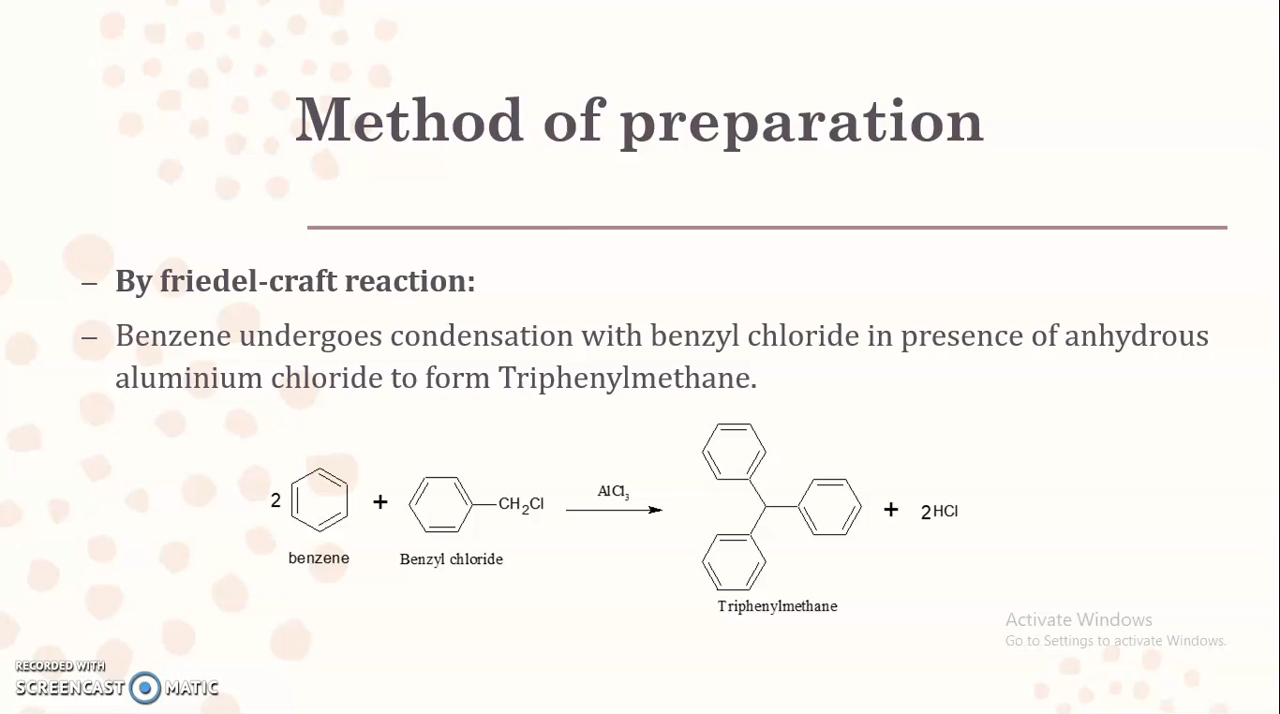 Method of preparation
– By friedel-craft reaction:
– Benzene undergoes condensation with benzyl chloride in presence of anhydrous
aluminium chloride to form Triphenylmethane.
2 + CH₂Cl AlCl₃ + 2HCl
benzene Benzyl chloride
Triphenylmethane
Activate Windows
Go to Settings to activate Windows.
RECORDED WITH
SCREENCAST MATIC